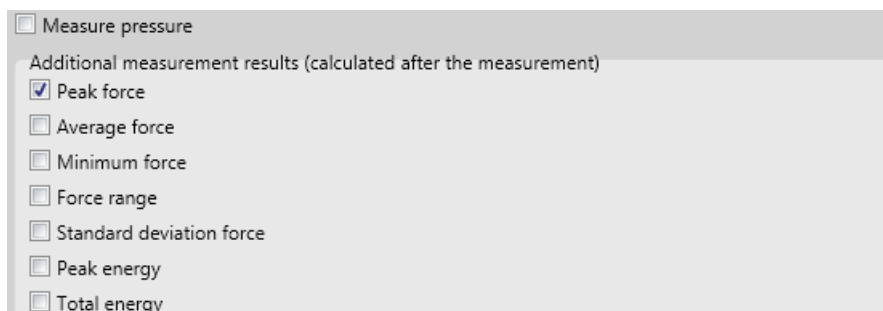 Measure pressure
Additional measurement results (calculated after the measurement)
Peak force
Average force
Minimum force
Force range
Standard deviation force
Peak energy
Total energy